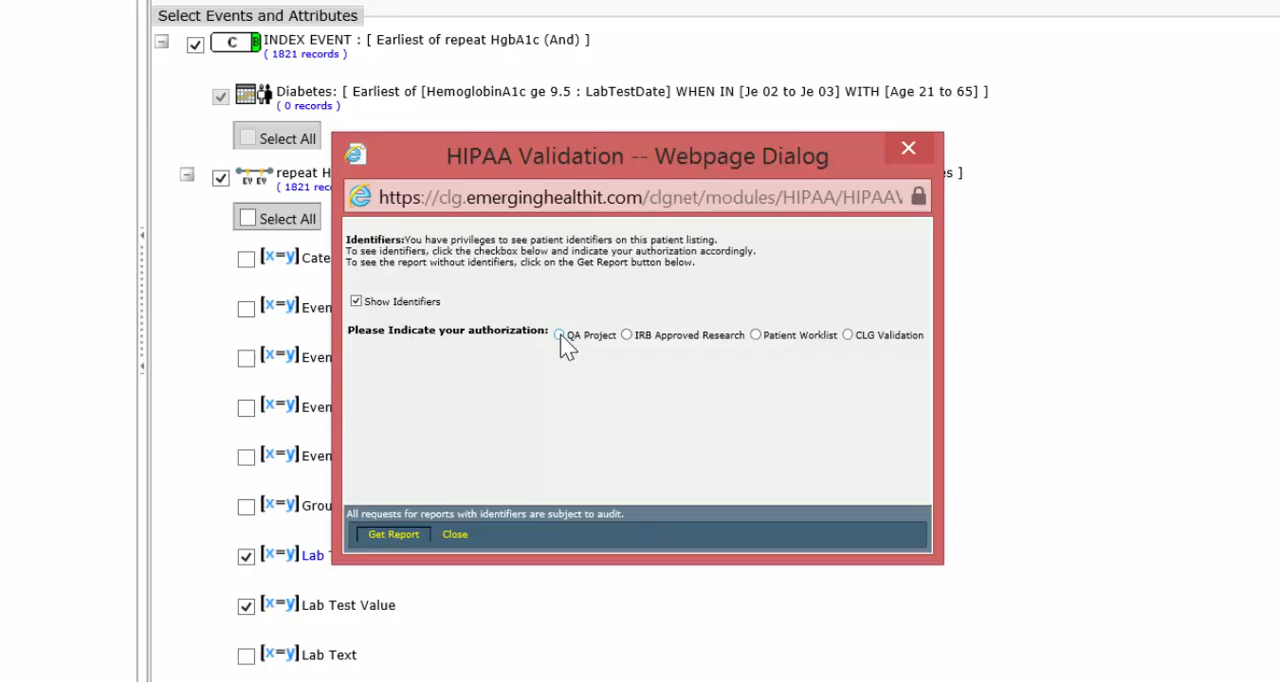 Select Events and Attributes
C B INDEX EVENT : [ Earliest of repeat HgbA1c (And) ]
( 1821 records )
Diabetes: [ Earliest of [HemoglobinA1c ge 9.5 : LabTestDate] WHEN IN [Je 02 to Je 03] WITH [Age 21 to 65] ]
( 0 records )
Select All
HIPAA Validation -- Webpage Dialog
repeat H
s ]
( 1821 rec
https://clg.emerginghealthit.com/clgnet/modules/HIPAA/HIPAAV
Select All
Identifiers:You have privileges to see patient identifiers on this patient listing.
To see identifiers, click the checkbox below and indicate your authorization accordingly.
To see the report without identifiers, click on the Get Report button below.
[x=y] Cate
Show Identifiers
[x=y] Even
Please Indicate your authorization: QA Project IRB Approved Research Patient Worklist CLG Validation
[x=y] Even
[x=y] Even
[x=y] Even
[x=y] Grou
All requests for reports with identifiers are subject to audit.
Get Report Close
[x=y] Lab
[x=y] Lab Test Value
[x=y] Lab Text